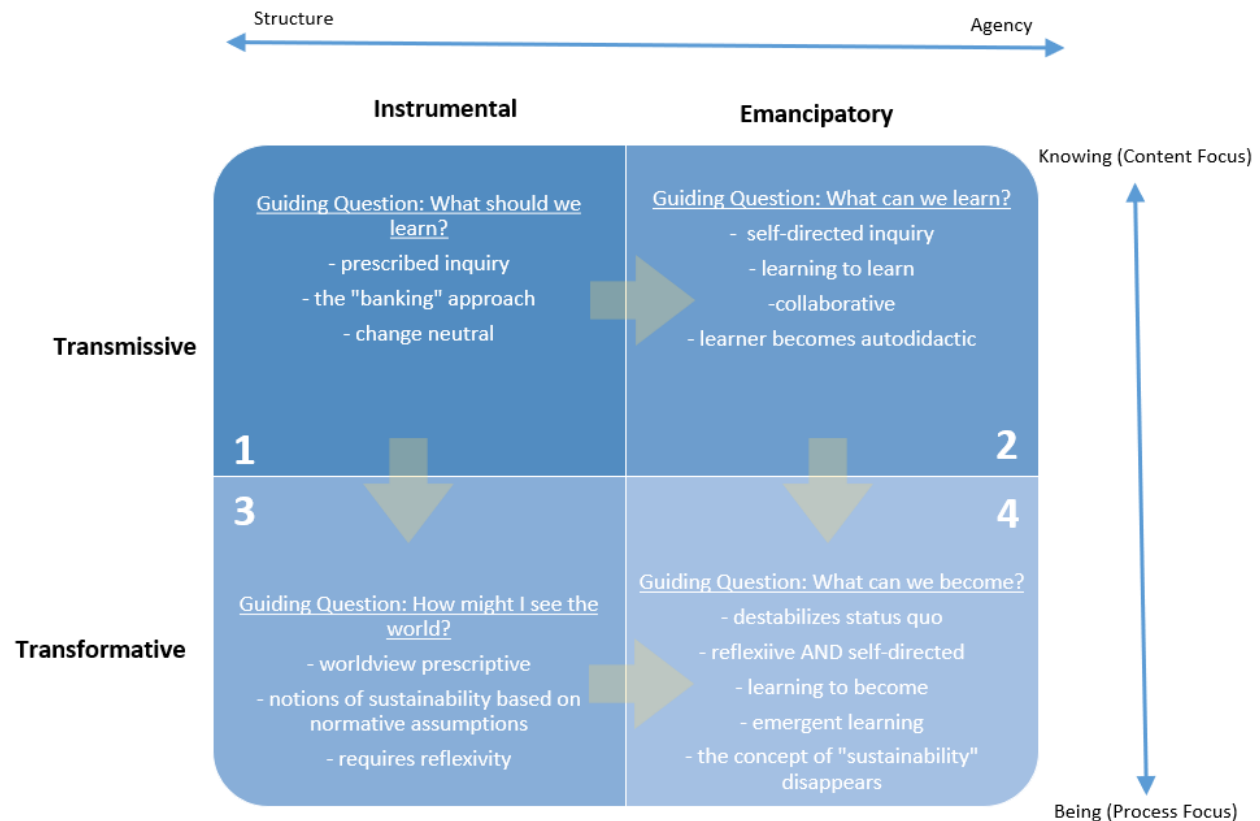 Structure
Agency
Instrumental
Emancipatory
Knowing (Content Focus)
Transmissive
Guiding Question: What should we
learn?
- prescribed inquiry
- the "banking" approach
- change neutral
1
Guiding Question: What can we learn?
- self-directed inquiry
- learning to learn
-collaborative
- learner becomes autodidactic
2
Transformative
3
Guiding Question: How might I see the
world?
- worldview prescriptive
- notions of sustainability based on
normative assumptions
- requires reflexivity
4
Guiding Question: What can we become?
- destabilizes status quo
- reflexiive AND self-directed
- learning to become
- emergent learning
- the concept of "sustainability"
disappears
Being (Process Focus)